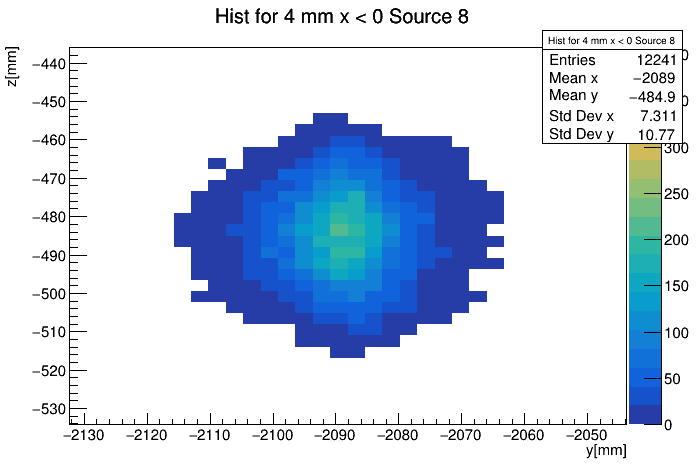 Hist for 4 mm x < 0 Source 8
z[mm]
−440
−450
−460
−470
−480
−490
−500
−510
−520
−530
−2130 −2120 −2110 −2100 −2090 −2080 −2070 −2060 −2050
y[mm]
Hist for 4 mm x < 0 Source 8
Entries 12241
Mean x −2089
Mean y −484.9
Std Dev x 7.311
Std Dev y 10.77
300
250
200
150
100
50
0